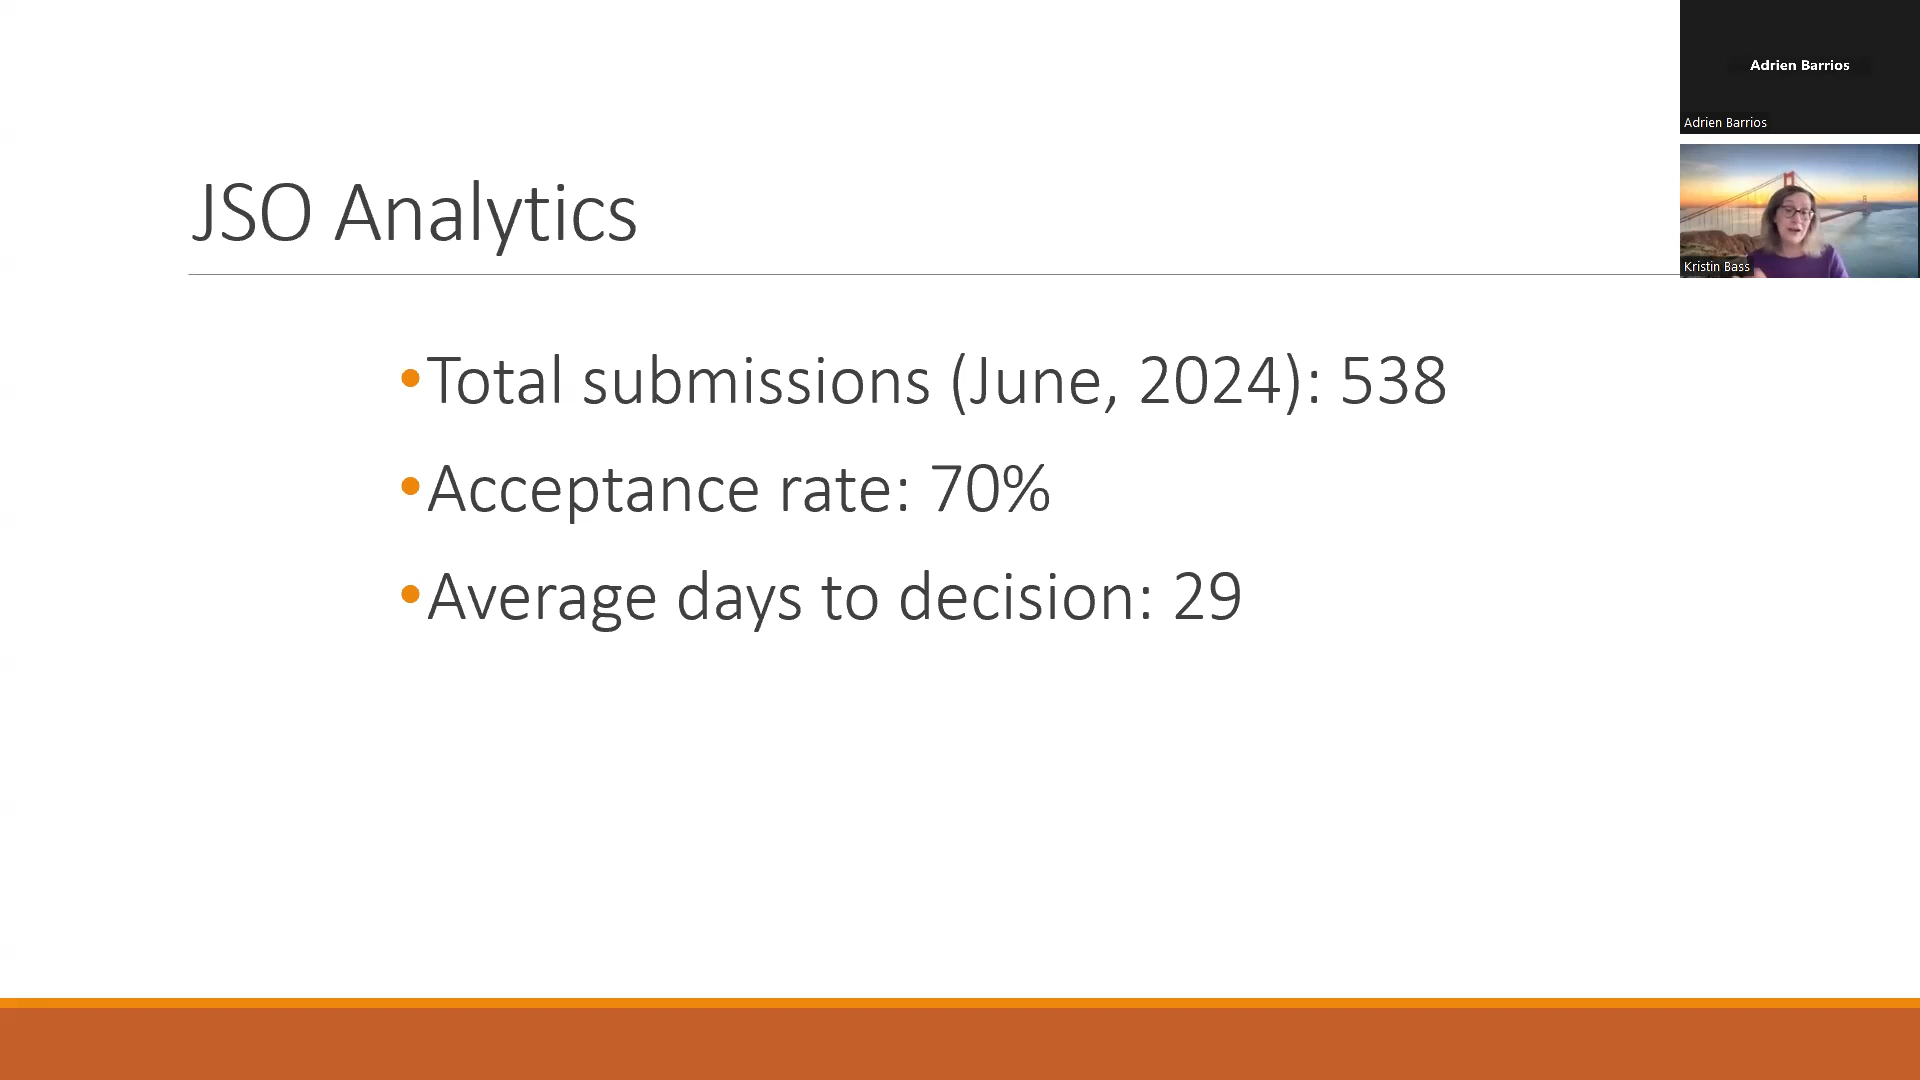 Adrien Barrios
Adrien Barrios
Kristin Bass
JSO Analytics
•Total submissions (June, 2024): 538
•Acceptance rate: 70%
•Average days to decision: 29